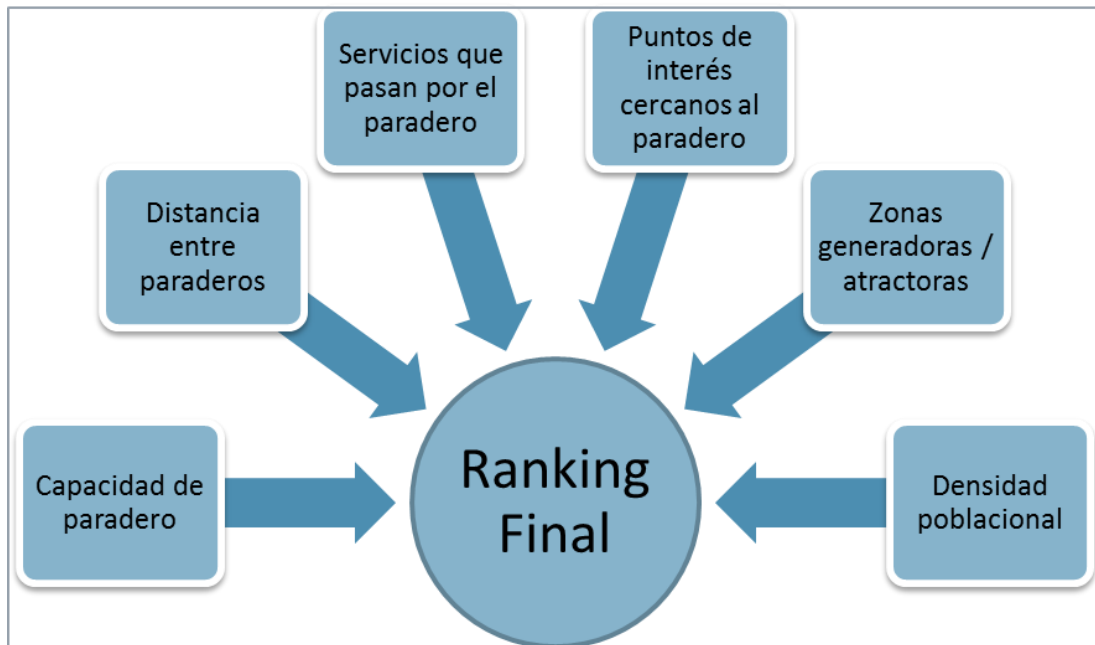 Servicios que
pasan por el
paradero
Puntos de
interés
cercanos al
paradero
Distancia
entre
paraderos
Zonas
generadoras /
atractoras
Capacidad de
paradero
Ranking
Final
Densidad
poblacional